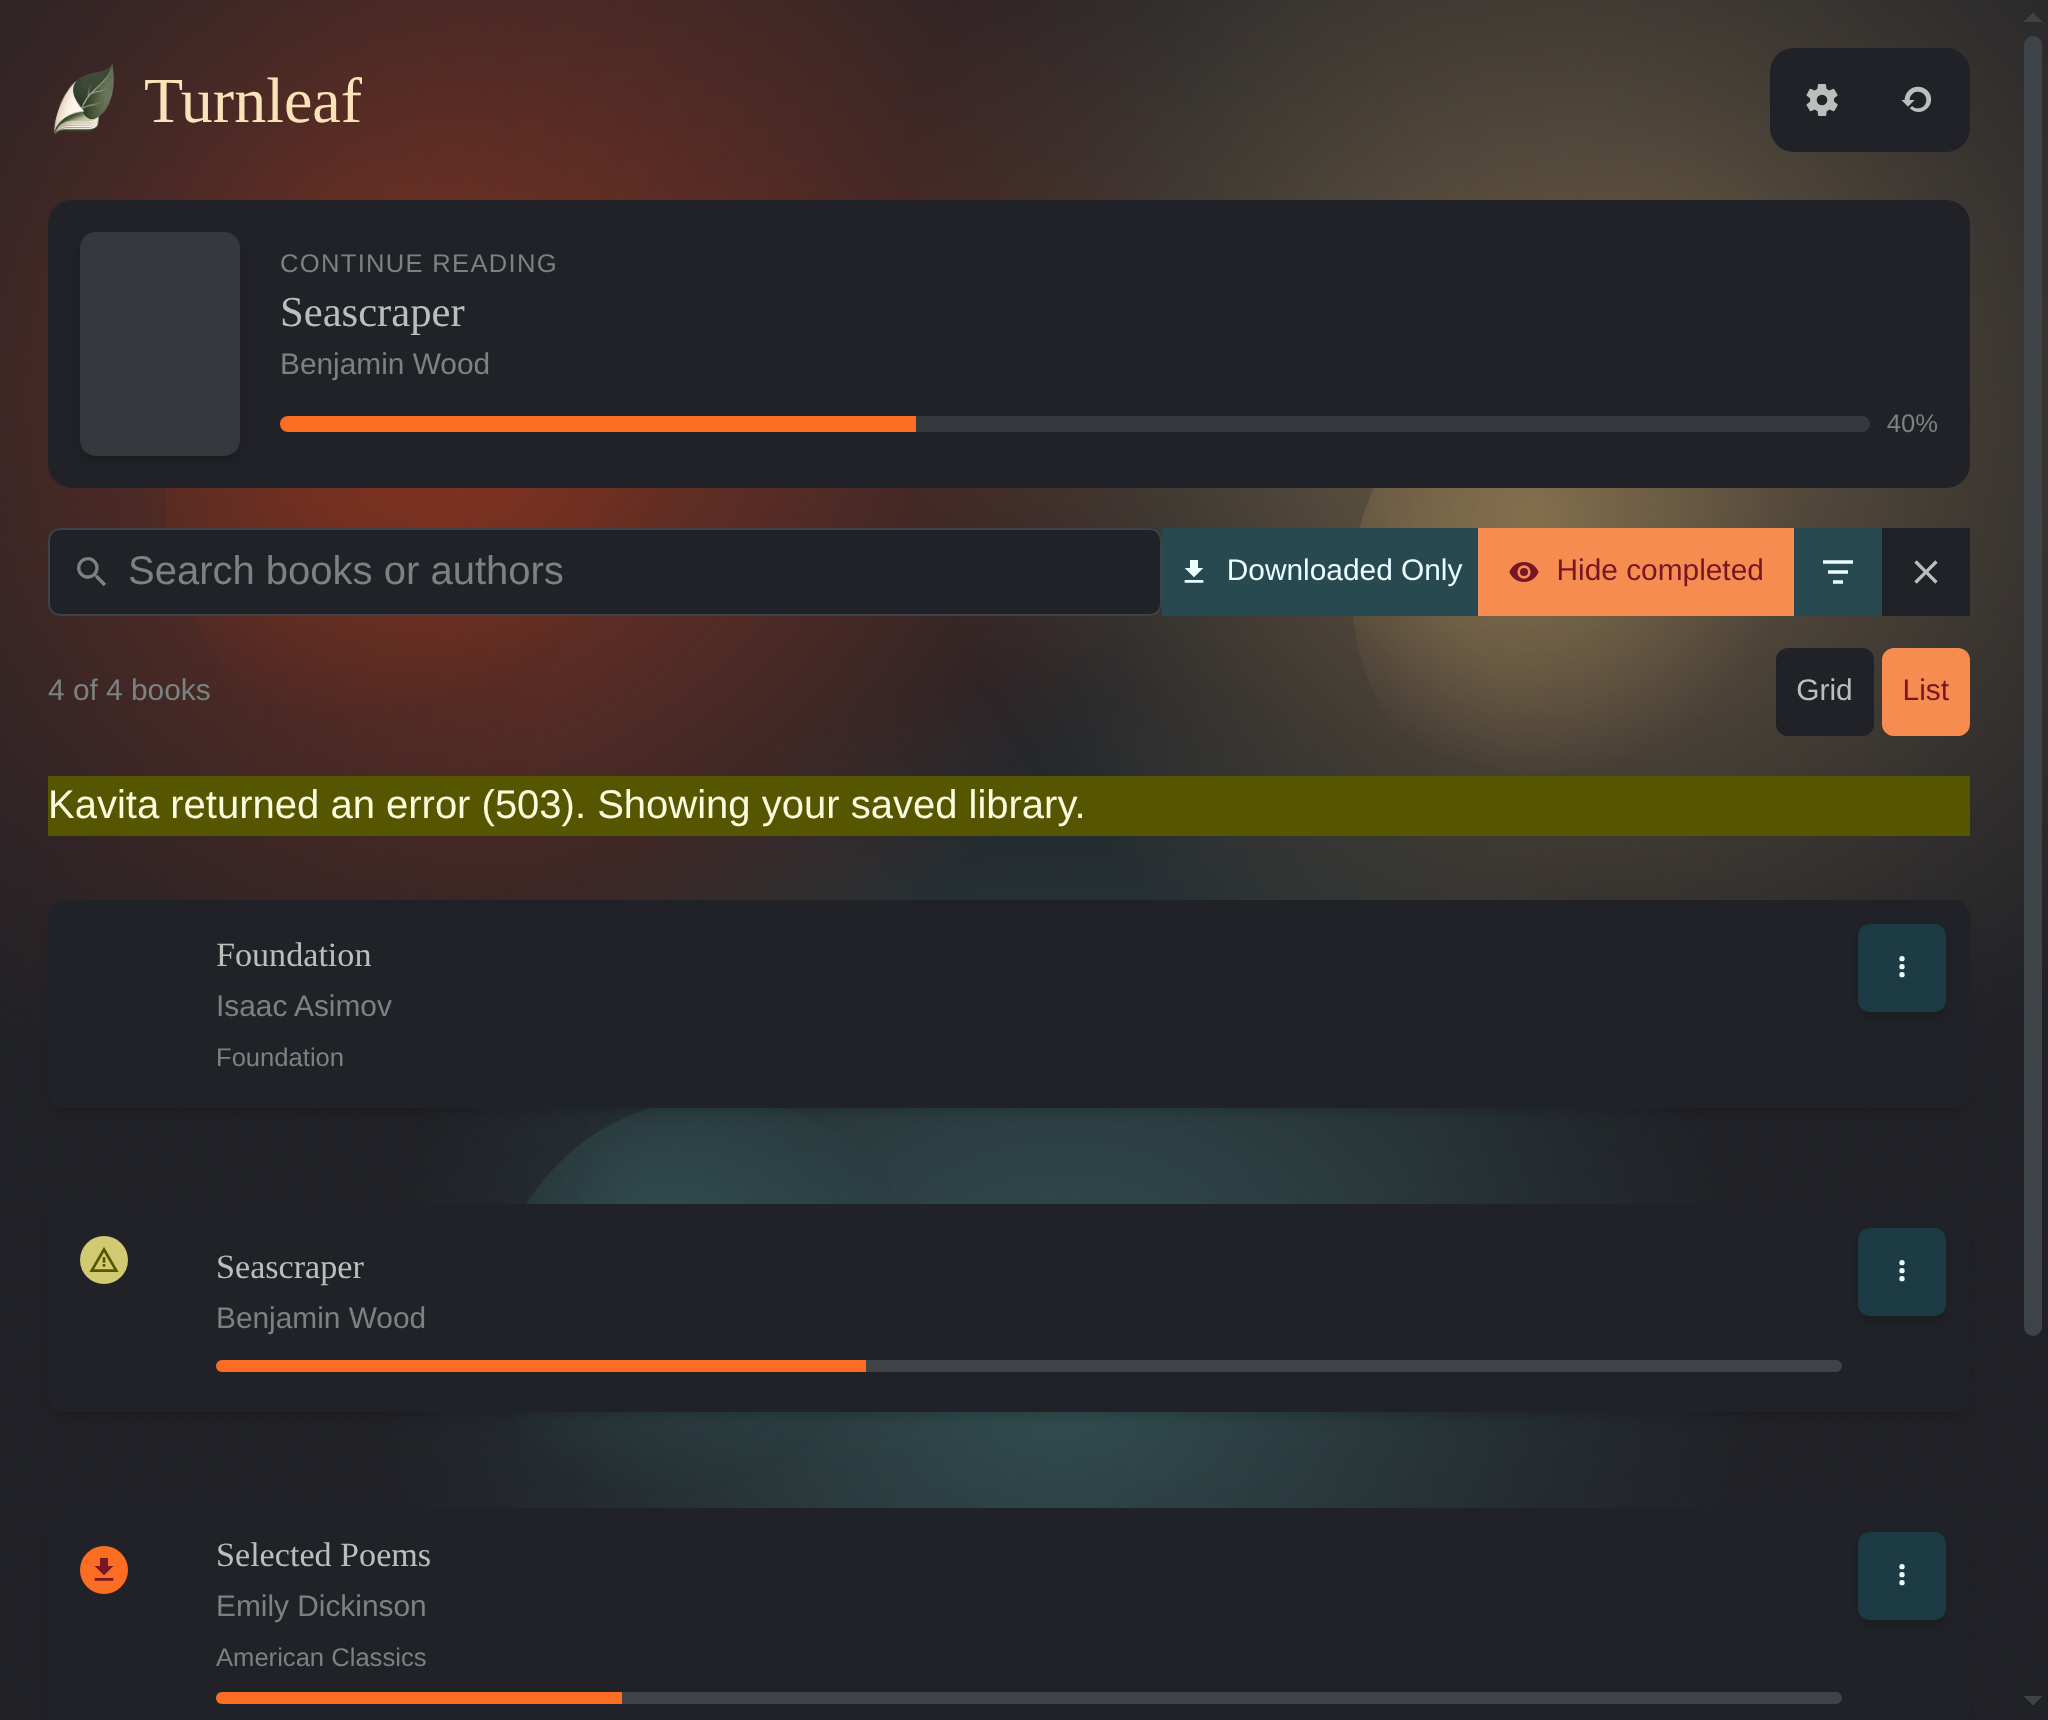 Turnleaf
CONTINUE READING
Seascraper
Benjamin Wood
40%
Search books or authors
Downloaded Only
Hide completed
4 of 4 books
Grid
List
Kavita returned an error (503). Showing your saved library.
Foundation
Isaac Asimov
Foundation
Seascraper
Benjamin Wood
Selected Poems
Emily Dickinson
American Classics